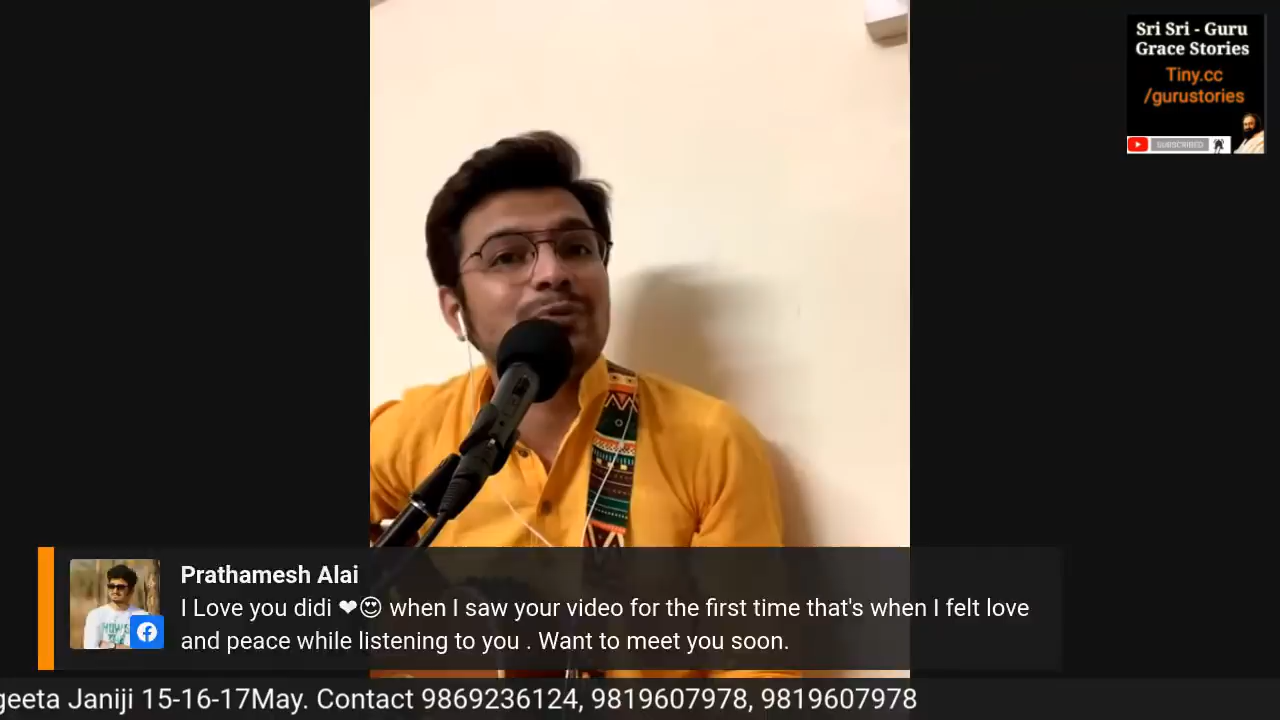 Sri Sri - Guru
Grace Stories
Tiny.cc
/gurustories
SUBSCRIBED
Prathamesh Alai
I Love you didi ❤😍 when I saw your video for the first time that's when I felt love
and peace while listening to you . Want to meet you soon.
geeta Janiji 15-16-17May. Contact 9869236124, 9819607978, 9819607978